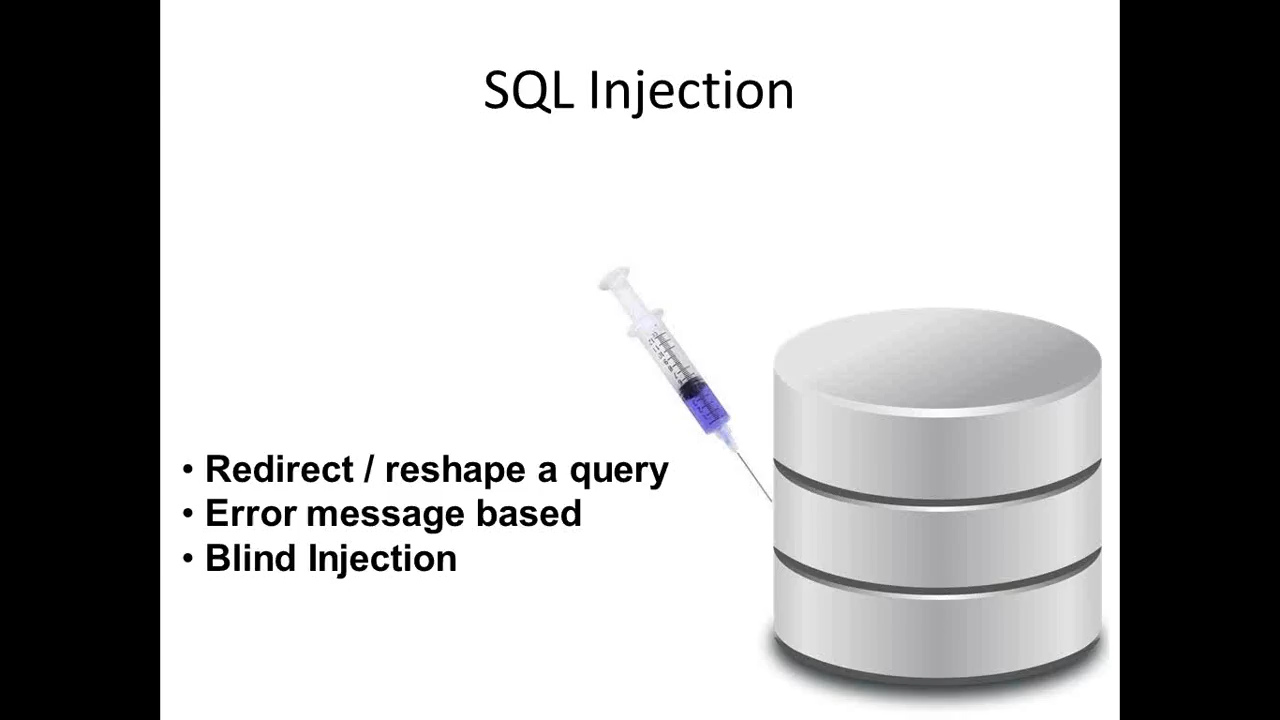 SQL Injection
• Redirect / reshape a query
• Error message based
• Blind Injection